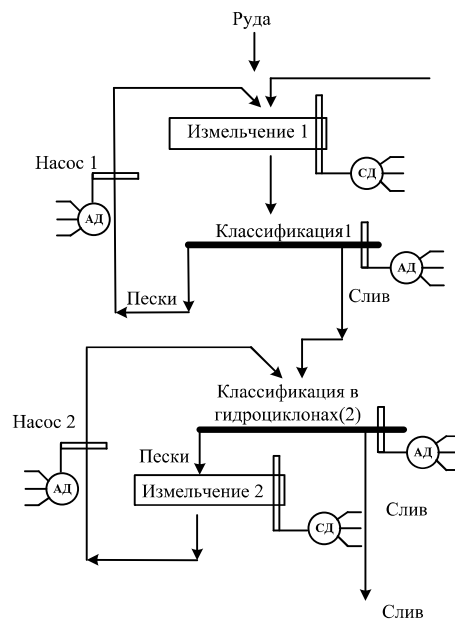 Руда
Измельчение 1
Насос 1
СД
АД
Классификация1
АД
Пески
Слив
Классификация в
гидроциклонах(2)
Насос 2
Пески
АД
АД
Измельчение 2
Слив
СД
Слив